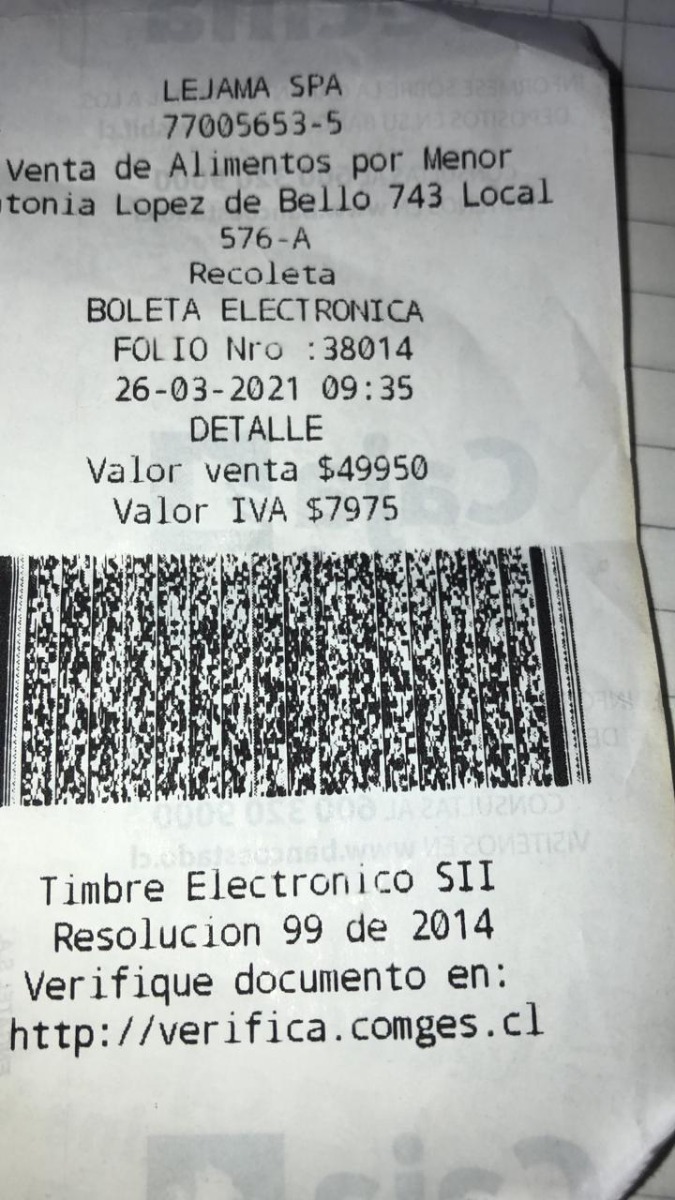 LEJAMA SPA
77005653-5
Venta de Alimentos por Menor
tonia Lopez de Bello 743 Local
576-A
Recoleta
BOLETA ELECTRONICA
FOLIO Nro :38014
26-03-2021 09:35
DETALLE
Valor venta $49950
Valor IVA $7975
Timbre Electronico SII
Resolucion 99 de 2014
Verifique documento en:
http://verifica.comges.cl